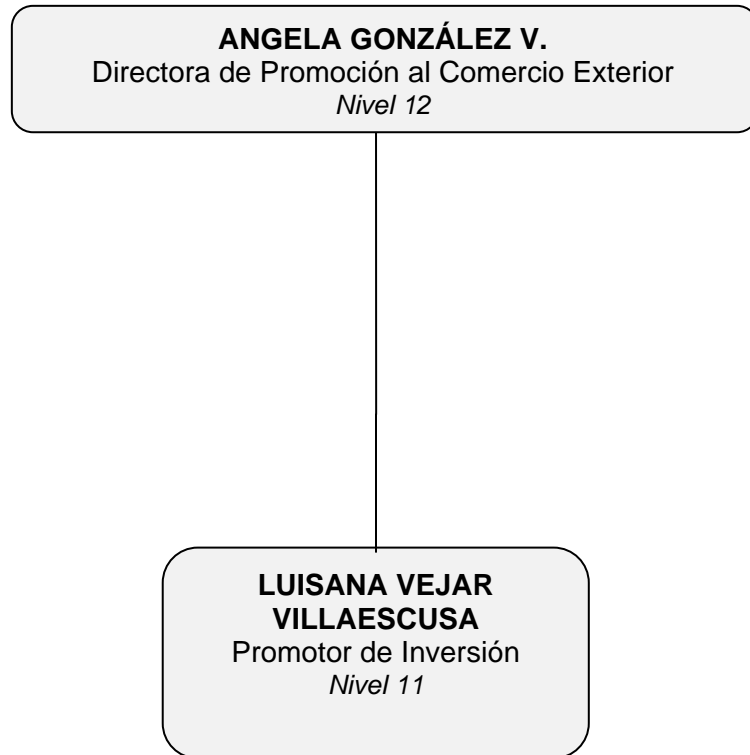 ANGELA GONZÁLEZ V.
Directora de Promoción al Comercio Exterior
Nivel 12
LUISANA VEJAR
VILLAESCUSA
Promotor de Inversión
Nivel 11